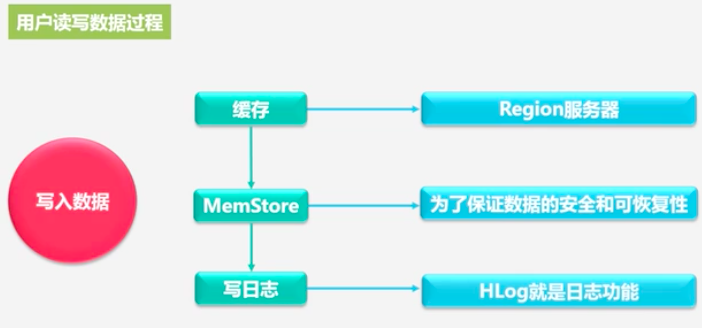 用户读写数据过程
缓存
Region服务器
写入数据
MemStore
为了保证数据的安全和可恢复性
写日志
HLog就是日志功能